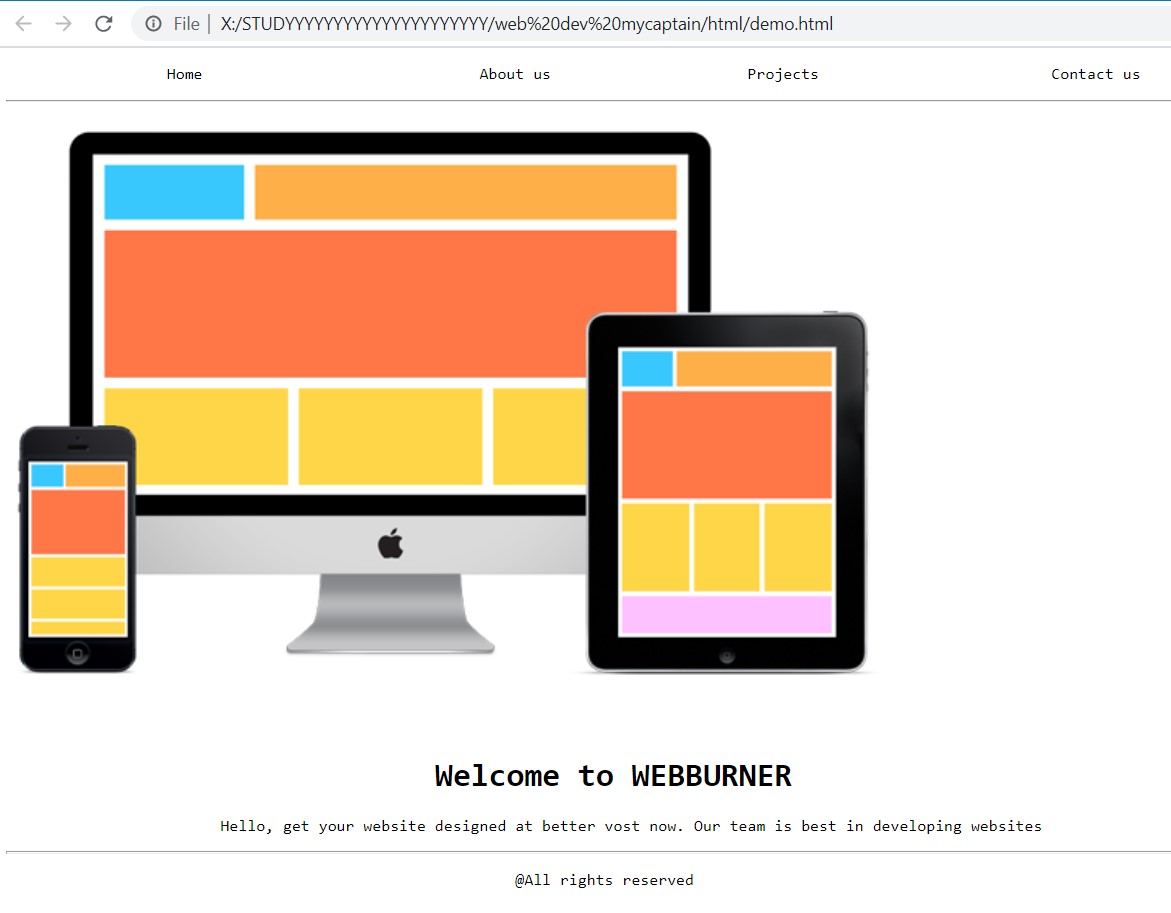 File | X:/STUDYYYYYYYYYYYYYYYYYYYYY/web%20dev%20mycaptain/html/demo.html
Home About us Projects Contact us
Welcome to WEBBURNER
Hello, get your website designed at better vost now. Our team is best in developing websites
@All rights reserved